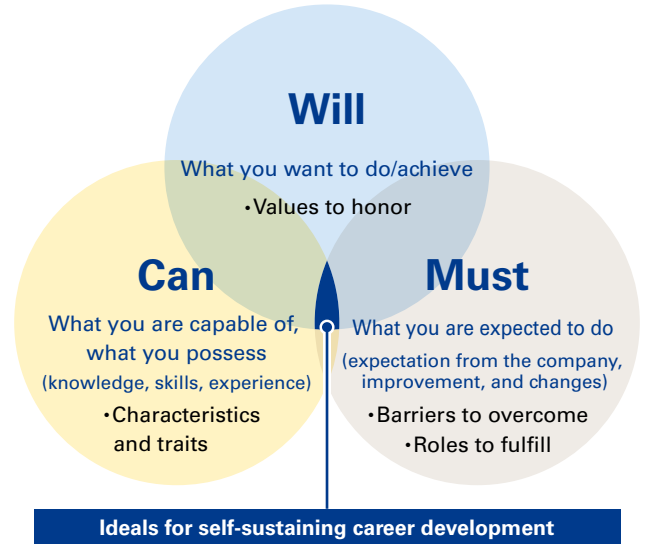 Will
What you want to do/achieve
・Values to honor
Can
What you are capable of,
what you possess
(knowledge, skills, experience)
・Characteristics
and traits
Must
What you are expected to do
(expectation from the company,
improvement, and changes)
・Barriers to overcome
・Roles to fulfill
Ideals for self-sustaining career development